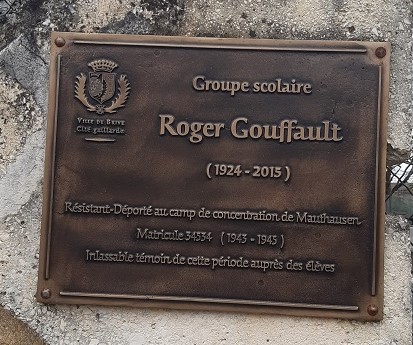 Ville de Brive
Cité gaillarde
Groupe scolaire
Roger Gouffault
( 1924 - 2015 )
Résistant-Déporté au camp de concentration de Mauthausen
Matricule 34534 ( 1943 - 1945 )
Inlassable témoin de cette période auprès des élèves